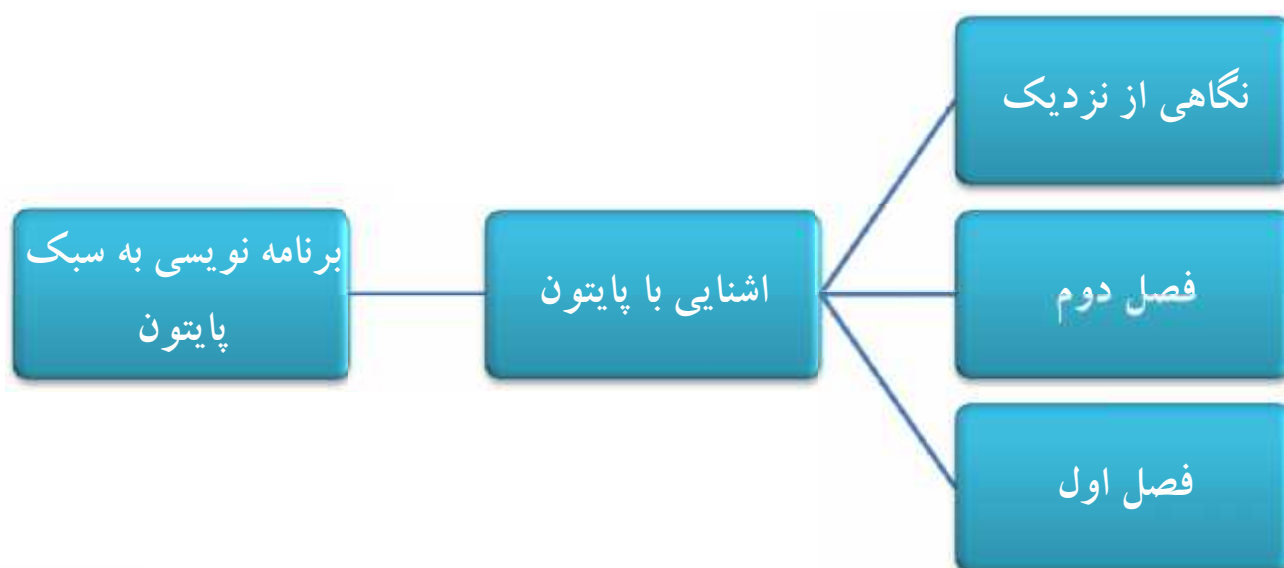 نگاهی از نزدیک
برنامه نویسی به سبک
پایتون
اشنایی با پایتون
فصل دوم
فصل اول